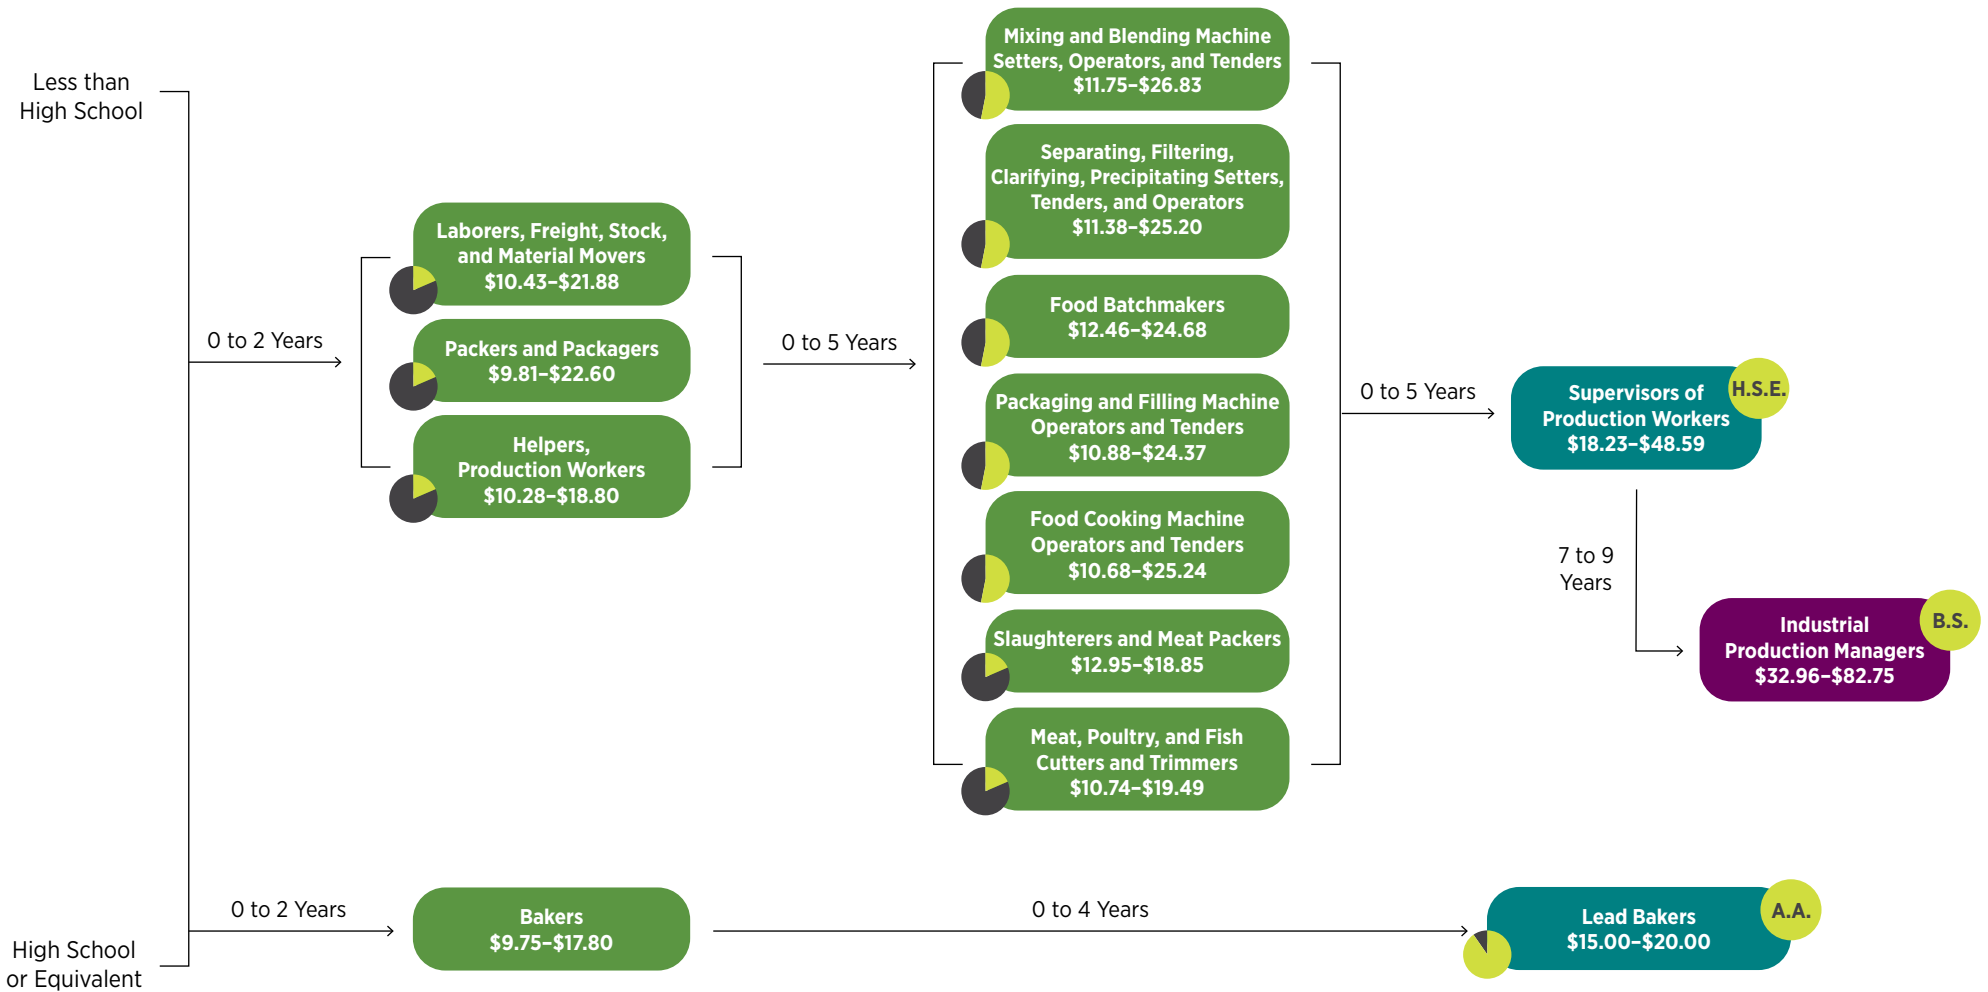 Less than
High School
0 to 2 Years
Laborers, Freight, Stock,
and Material Movers
$10.43–$21.88
Packers and Packagers
$9.81–$22.60
Helpers,
Production Workers
$10.28–$18.80
0 to 5 Years
Mixing and Blending Machine
Setters, Operators, and Tenders
$11.75–$26.83
Separating, Filtering,
Clarifying, Precipitating Setters,
Tenders, and Operators
$11.38–$25.20
Food Batchmakers
$12.46–$24.68
Packaging and Filling Machine
Operators and Tenders
$10.88–$24.37
Food Cooking Machine
Operators and Tenders
$10.68–$25.24
Slaughterers and Meat Packers
$12.95–$18.85
Meat, Poultry, and Fish
Cutters and Trimmers
$10.74–$19.49
0 to 5 Years
Supervisors of
Production Workers
$18.23–$48.59
H.S.E.
7 to 9
Years
Industrial
Production Managers
$32.96–$82.75
B.S.
High School
or Equivalent
0 to 2 Years
Bakers
$9.75–$17.80
0 to 4 Years
Lead Bakers
$15.00–$20.00
A.A.